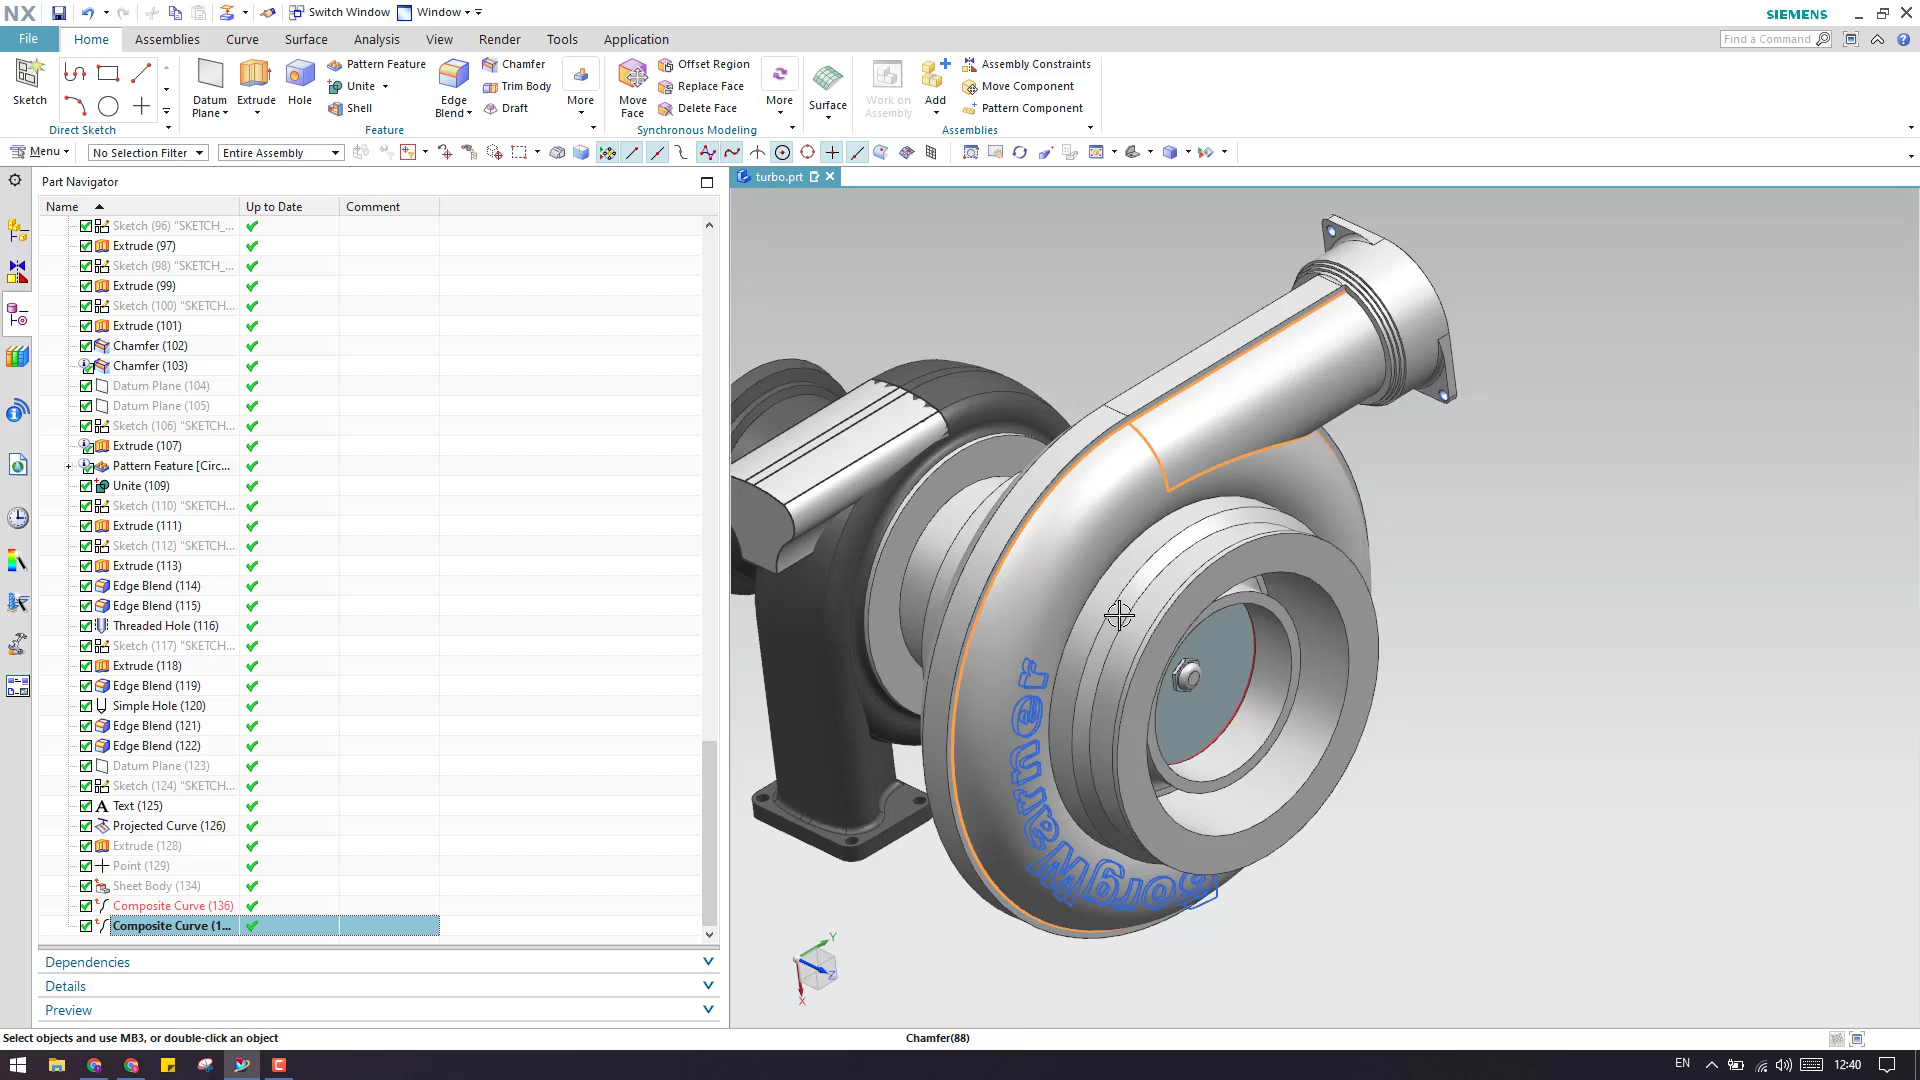 NX
Switch Window
Window
SIEMENS
File
Home
Assemblies
Curve
Surface
Analysis
View
Render
Tools
Application
Find a Command
Sketch
Direct Sketch
Datum Plane
Extrude
Hole
Pattern Feature
Unite
Shell
Edge Blend
Chamfer
Trim Body
Draft
More
Feature
Move Face
Offset Region
Replace Face
Delete Face
More
Synchronous Modeling
Surface
Work on Assembly
Add
Assembly Constraints
Move Component
Pattern Component
Assemblies
Menu
No Selection Filter
Entire Assembly
Part Navigator
turbo.prt
Name
Up to Date
Comment
Sketch (96) "SKETCH_...
Extrude (97)
Sketch (98) "SKETCH_...
Extrude (99)
Sketch (100) "SKETCH...
Extrude (101)
Chamfer (102)
Chamfer (103)
Datum Plane (104)
Datum Plane (105)
Sketch (106) "SKETCH...
Extrude (107)
Pattern Feature [Circ...
Unite (109)
Sketch (110) "SKETCH...
Extrude (111)
Sketch (112) "SKETCH...
Extrude (113)
Edge Blend (114)
Edge Blend (115)
Threaded Hole (116)
Sketch (117) "SKETCH...
Extrude (118)
Edge Blend (119)
Simple Hole (120)
Edge Blend (121)
Edge Blend (122)
Datum Plane (123)
Sketch (124) "SKETCH...
Text (125)
Projected Curve (126)
Extrude (128)
Point (129)
Sheet Body (134)
Composite Curve (136)
Composite Curve (1...
BorgWarner
Y
Z
X
Dependencies
Details
Preview
Select objects and use MB3, or double-click an object
Chamfer(88)
EN
12:40